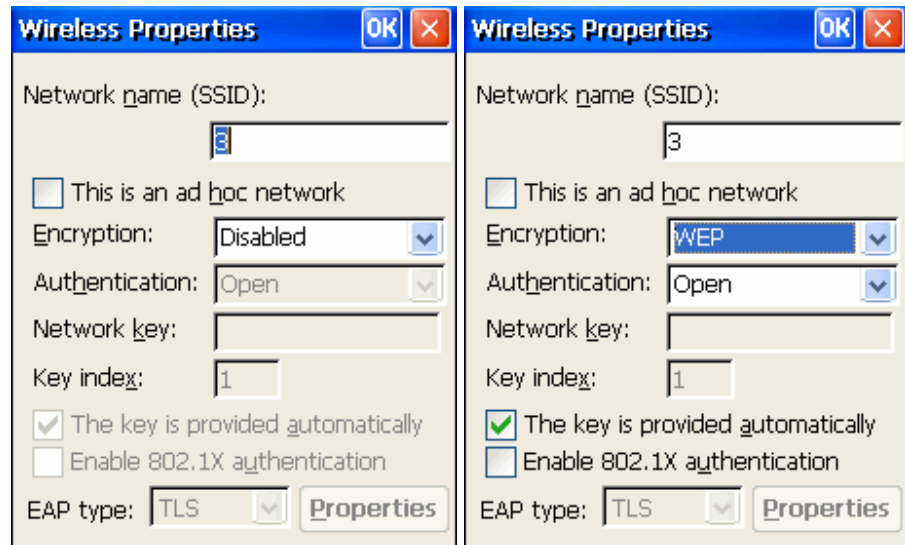 Wireless Properties OK
Network name (SSID):
3
This is an ad hoc network
Encryption: Disabled
Authentication: Open
Network key:
Key index: 1
The key is provided automatically
Enable 802.1X authentication
EAP type: TLS Properties
Wireless Properties OK
Network name (SSID):
3
This is an ad hoc network
Encryption: WEP
Authentication: Open
Network key:
Key index: 1
The key is provided automatically
Enable 802.1X authentication
EAP type: TLS Properties